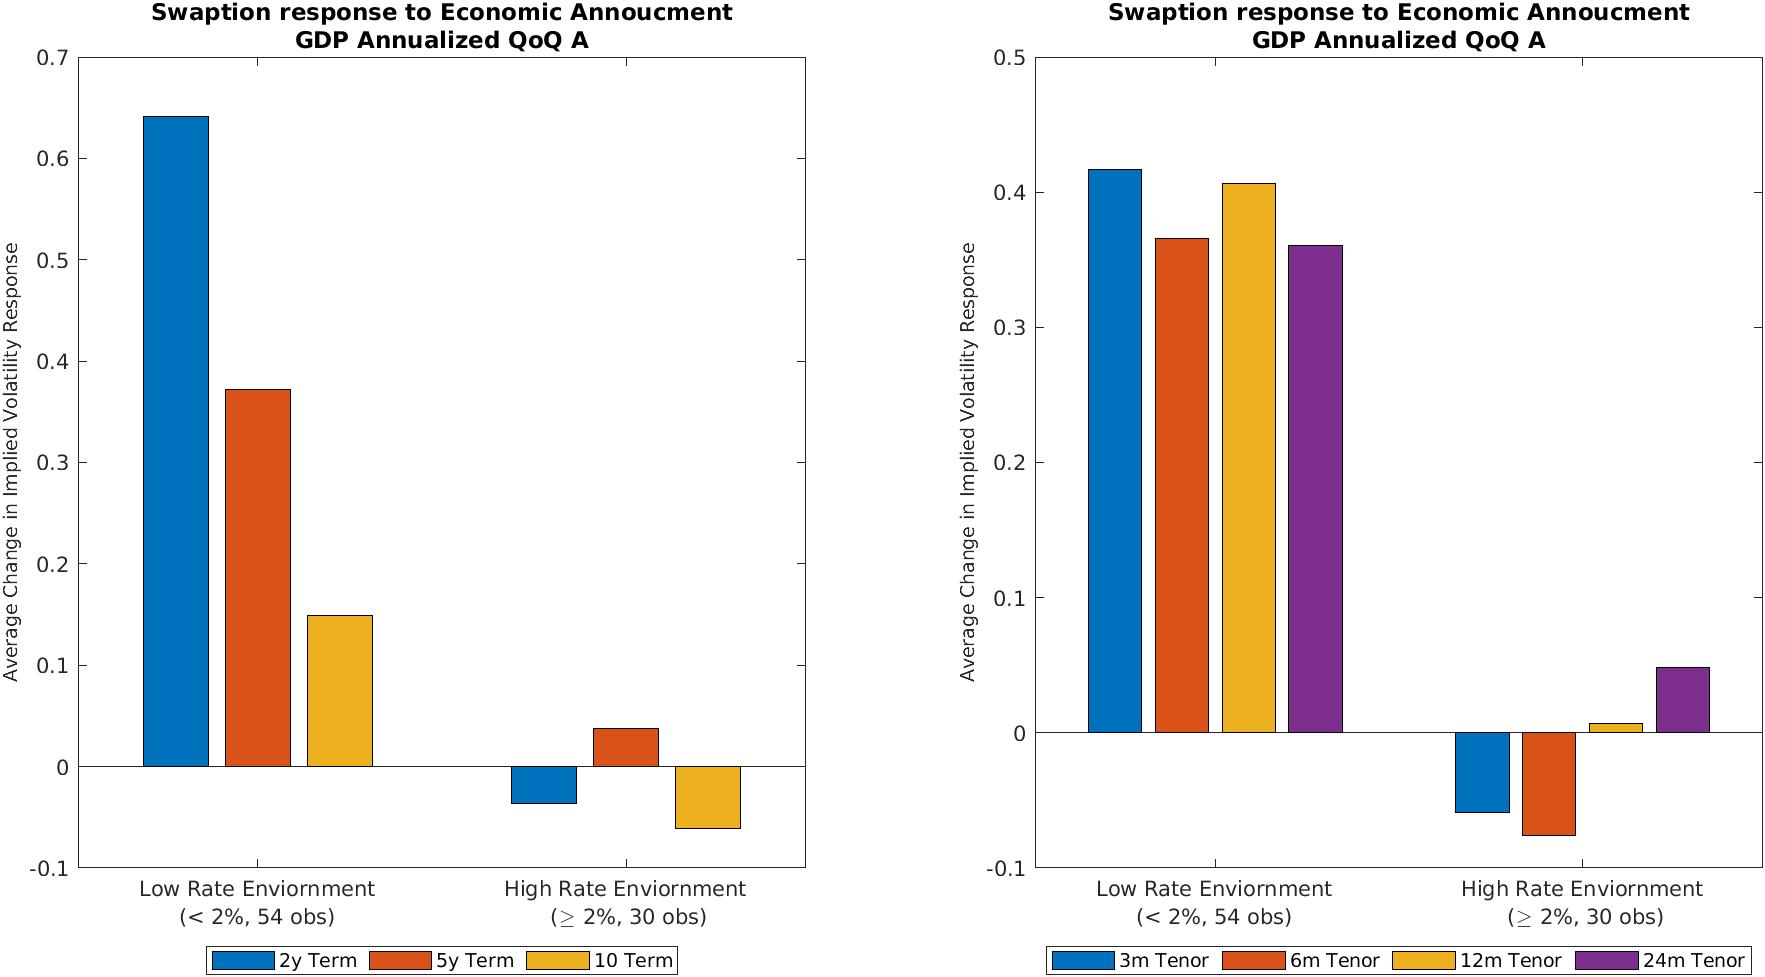 Swaption response to Economic Annoucment
GDP Annualized QoQ A
0.7
0.6
0.5
0.4
0.3
0.2
0.1
0
-0.1
Average Change in Implied Volatility Response
Low Rate Enviornment
(< 2%, 54 obs)
High Rate Enviornment
(≥ 2%, 30 obs)
2y Term 5y Term 10 Term
Swaption response to Economic Annoucment
GDP Annualized QoQ A
0.5
0.4
0.3
0.2
0.1
0
-0.1
Average Change in Implied Volatility Response
Low Rate Enviornment
(< 2%, 54 obs)
High Rate Enviornment
(≥ 2%, 30 obs)
3m Tenor 6m Tenor 12m Tenor 24m Tenor